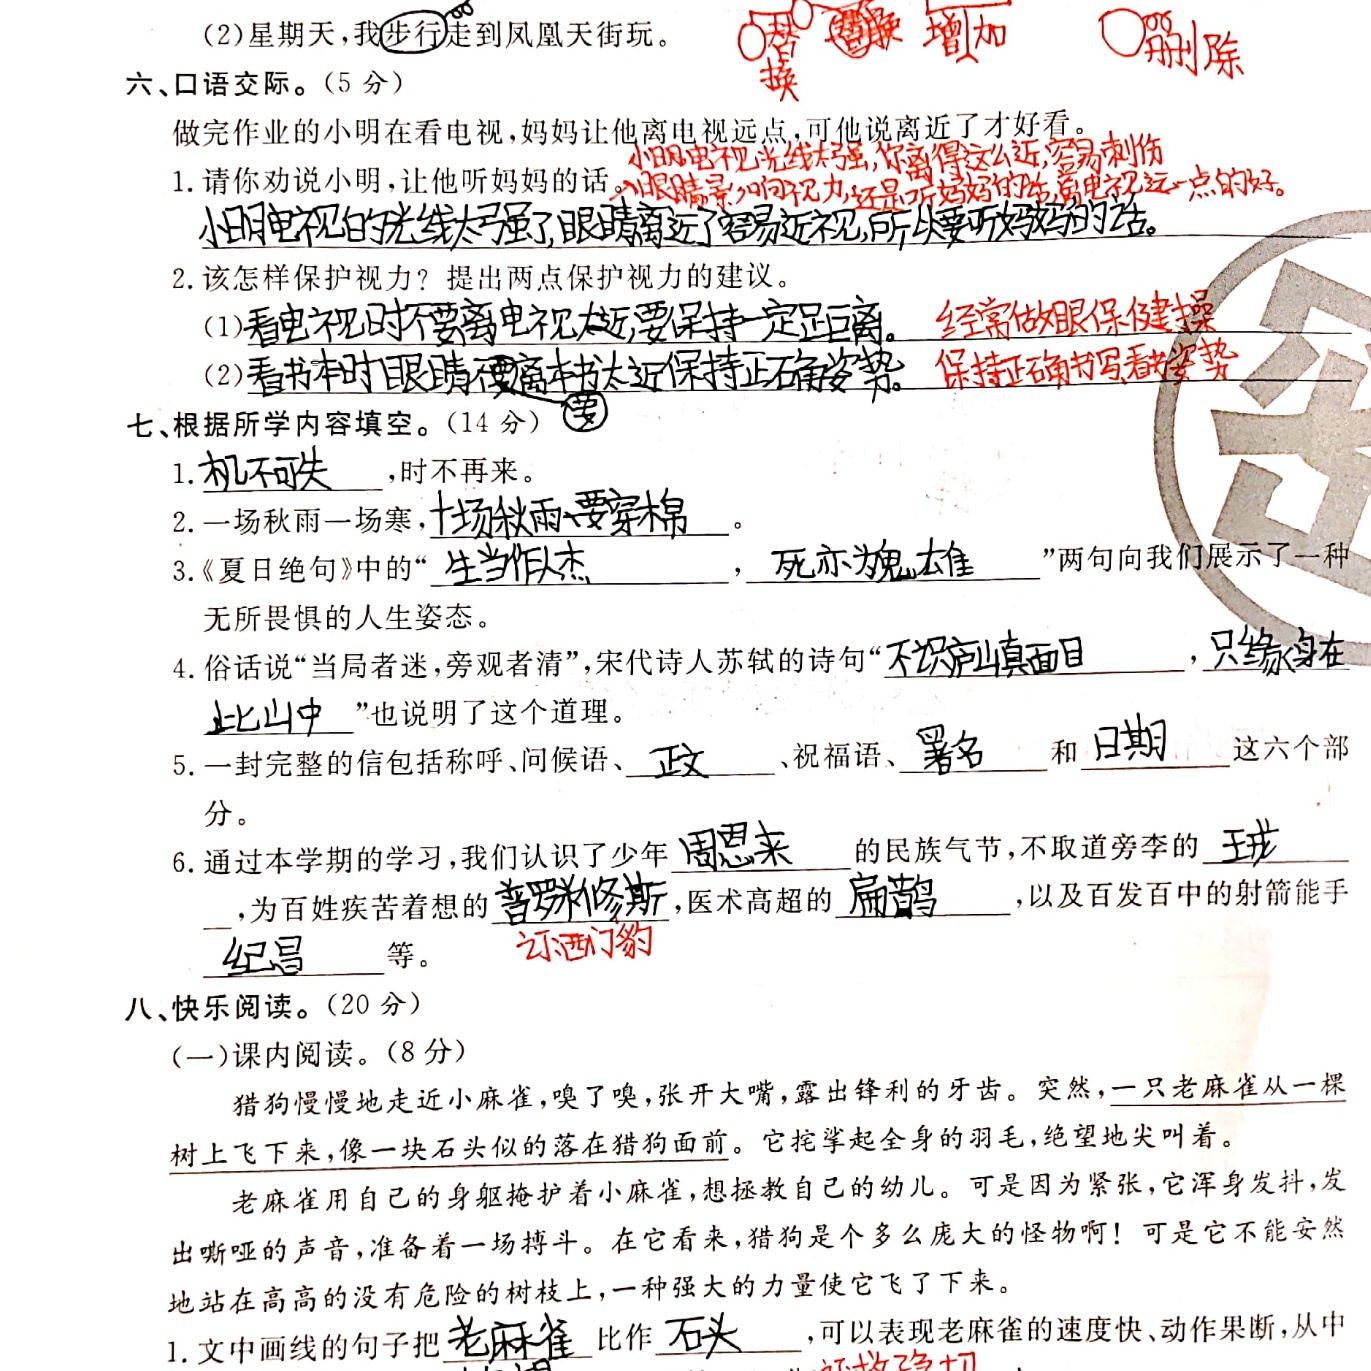 (2)星期天,我步行走到凤凰天街玩。
替换 替换 增加 删除
六、口语交际。(5 分)
做完作业的小明在看电视,妈妈让他离电视远点,可他说离近了才好看。
小明电视光线太强,你离得这么近,容易刺伤
1.请你劝说小明,让他听妈妈的话。
眼睛影响视力,还是听妈妈的话,离电视远一点的好。
小明电视的光线太强了,眼睛离近了容易近视,所以要听妈妈的话。
2.该怎样保护视力? 提出两点保护视力的建议。
(1)看电视时不要离电视太近,要保持一定足距离。 经常做眼保健操
(2)看书本时眼睛不要离本书太近保持正确姿势。 保持正确书写看书姿势
七、根据所学内容填空。(14 分) 要
1.机不可失,时不再来。
2.一场秋雨一场寒,十场秋雨要穿棉。
3.《夏日绝句》中的“生当作人杰,死亦为鬼雄”两句向我们展示了一种
无所畏惧的人生姿态。
4.俗话说“当局者迷,旁观者清”,宋代诗人苏轼的诗句“不识庐山真面目,只缘身在
此山中”也说明了这个道理。
5.一封完整的信包括称呼、问候语、正文、祝福语、署名和日期这六个部
分。
6.通过本学期的学习,我们认识了少年周恩来的民族气节,不取道旁李的王戎
,为百姓疾苦着想的普罗米修斯,医术高超的扁鹊,以及百发百中的射箭能手
西门豹
纪昌等。
八、快乐阅读。(20 分)
(一)课内阅读。(8 分)
猎狗慢慢地走近小麻雀,嗅了嗅,张开大嘴,露出锋利的牙齿。突然,一只老麻雀从一棵
树上飞下来,像一块石头似的落在猎狗面前。它挓挲起全身的羽毛,绝望地尖叫着。
老麻雀用自己的身躯掩护着小麻雀,想拯救自己的幼儿。可是因为紧张,它浑身发抖,发
出嘶哑的声音,准备着一场搏斗。在它看来,猎狗是个多么庞大的怪物啊! 可是它不能安然
地站在高高的没有危险的树枝上,一种强大的力量使它飞了下来。
1.文中画线的句子把老麻雀比作石头,可以表现老麻雀的速度快、动作果断,从中